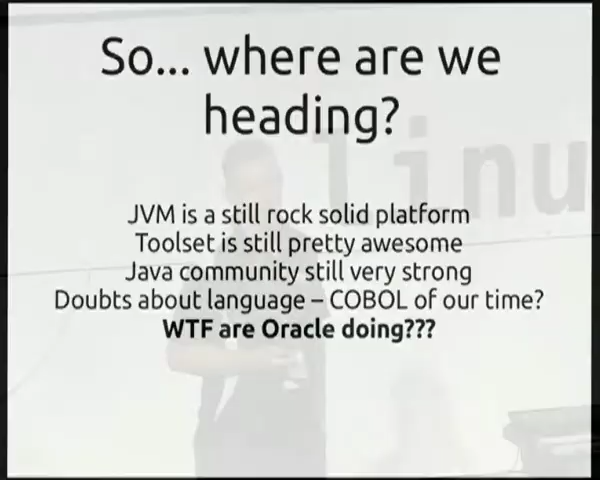 So... where are we
heading?
linu
JVM is a still rock solid platform
Toolset is still pretty awesome
Java community still very strong
Doubts about language – COBOL of our time?
WTF are Oracle doing???